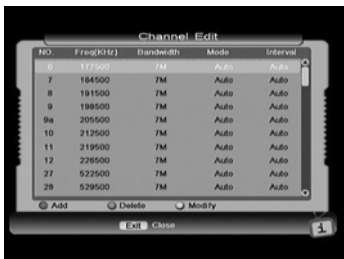 Channel Edit
NO. Freq(KHz) Bandwidth Mode Interval
6 177500 7M Auto Auto
7 184500 7M Auto Auto
8 191500 7M Auto Auto
9 198500 7M Auto Auto
9a 205500 7M Auto Auto
10 212500 7M Auto Auto
11 219500 7M Auto Auto
12 226500 7M Auto Auto
27 522500 7M Auto Auto
28 529500 7M Auto Auto
Add Delete Modify
Exit Close
i